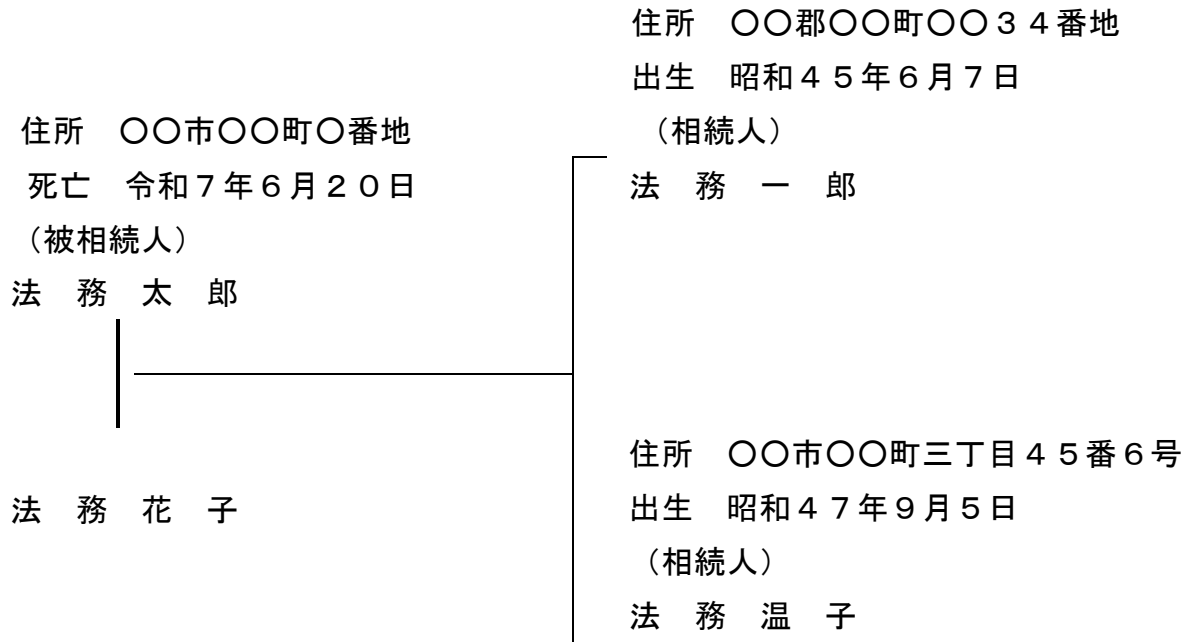 住所　〇〇市〇〇町〇番地
死亡　令和７年６月２０日
（被相続人）
法　務　太　郎
法　務　花　子
住所　〇〇郡〇〇町〇〇３４番地
出生　昭和４５年６月７日
（相続人）
法　務　一　郎
住所　〇〇市〇〇町三丁目４５番６号
出生　昭和４７年９月５日
（相続人）
法　務　温　子